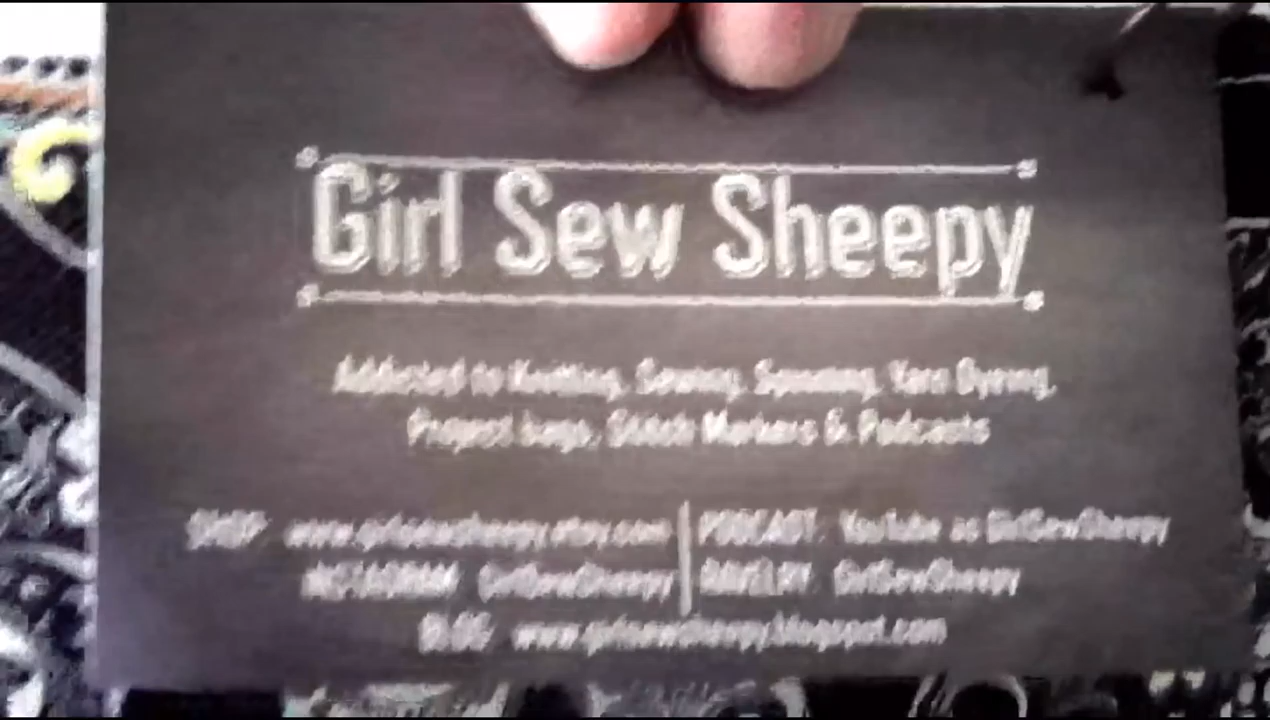 Girl Sew Sheepy
Addicted to Knitting, Sewing, Spinning, Yarn Dyeing,
Project bags, Stitch Markers & Podcasts
SHOP: www.girlsewsheepy.etsy.com PODCAST: YouTube as GirlSewSheepy
INSTAGRAM: GirlSewSheepy RAVELRY: GirlSewSheepy
BLOG: www.girlsewsheepy.blogspot.com